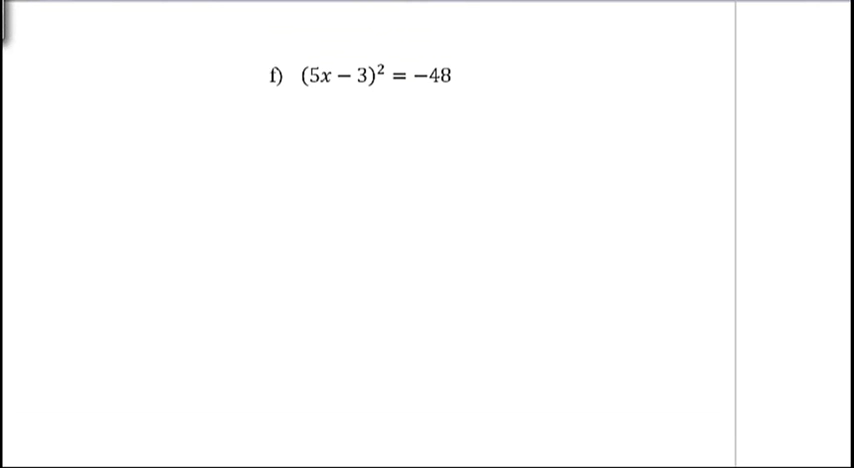 f) (5x − 3)² = −48